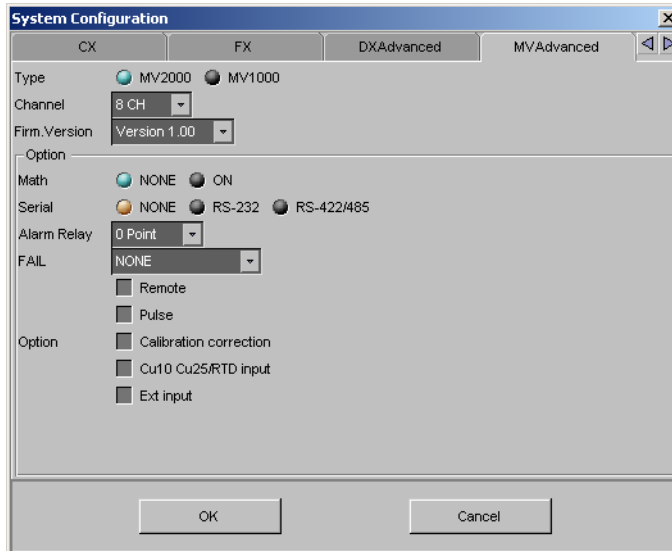 System Configuration
CX FX DXAdvanced MVAdvanced
Type MV2000 MV1000
Channel 8 CH
Firm.Version Version 1.00
Option
Math NONE ON
Serial NONE RS-232 RS-422/485
Alarm Relay 0 Point
FAIL NONE
Remote
Pulse
Option Calibration correction
Cu10 Cu25/RTD input
Ext input
OK Cancel